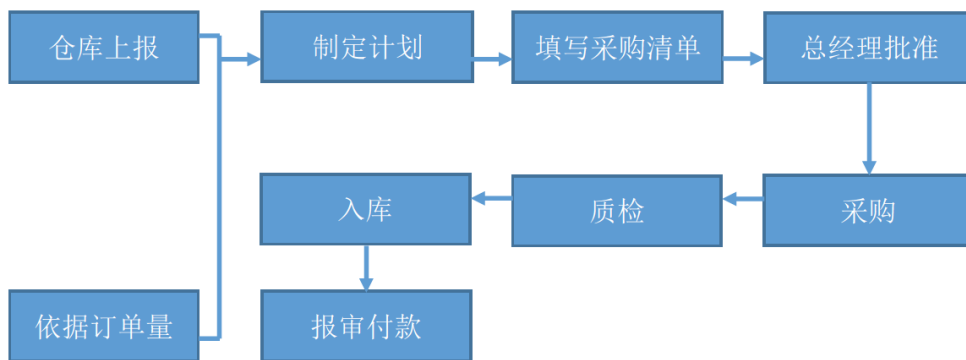 仓库上报
制定计划
填写采购清单
总经理批准
入库
质检
采购
依据订单量
报审付款